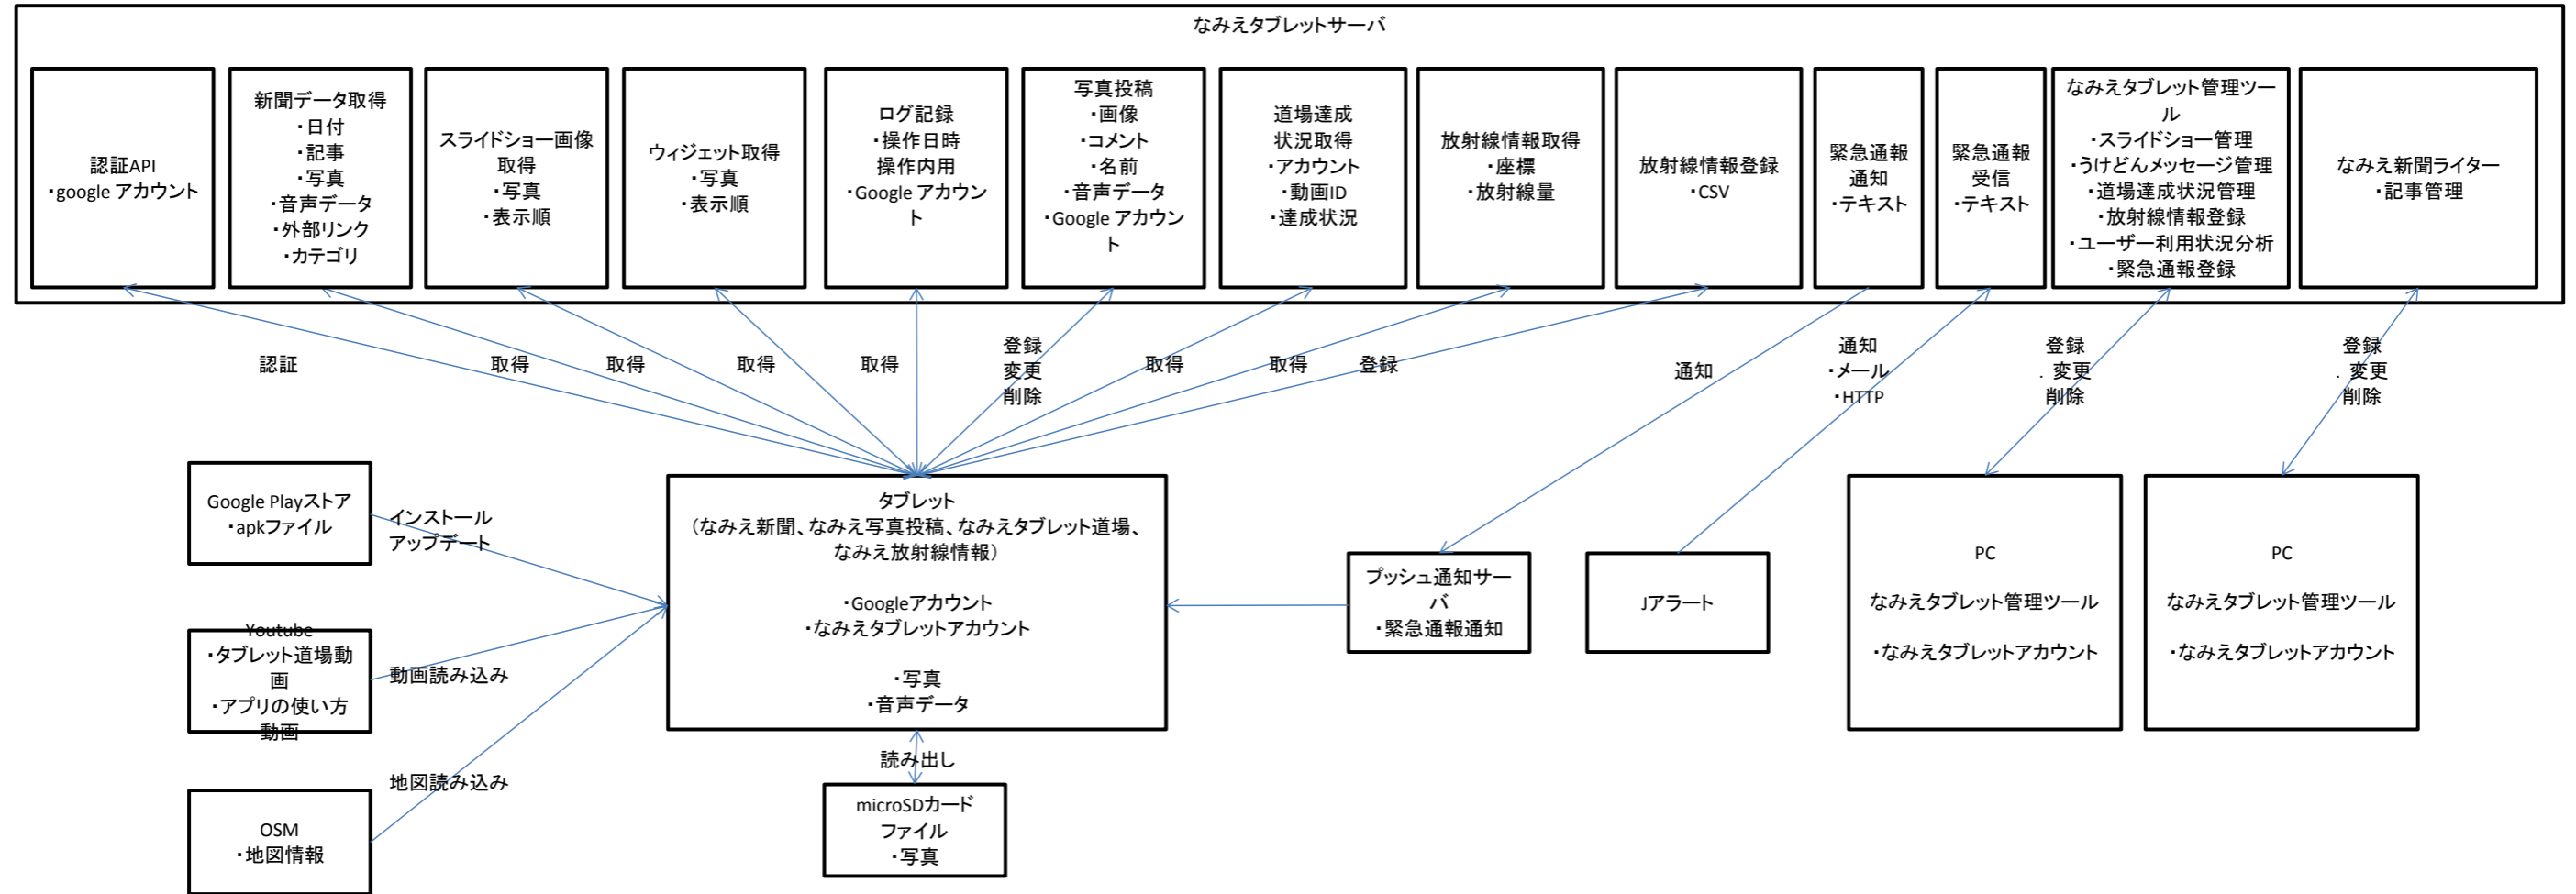 なみえタブレットサーバ
認証API
・google アカウント
新聞データ取得
・日付
・記事
・写真
・音声データ
・外部リンク
・カテゴリ
スライドショー画像
取得
・写真
・表示順
ウィジェット取得
・写真
・表示順
ログ記録
・操作日時
操作内用
・Google アカウン
ト
写真投稿
・画像
・コメント
・名前
・音声データ
・Google アカウン
ト
道場達成
状況取得
・アカウント
・動画ID
・達成状況
放射線情報取得
・座標
・放射線量
放射線情報登録
・CSV
緊急通報
通知
・テキスト
緊急通報
受信
・テキスト
なみえタブレット管理ツー
ル
・スライドショー管理
・うけどんメッセージ管理
・道場達成状況管理
・放射線情報登録
・ユーザー利用状況分析
・緊急通報登録
なみえ新聞ライター
・記事管理
認証
取得
取得
取得
取得
登録
変更
削除
取得
取得
登録
通知
通知
・メール
・HTTP
登録
. 変更
削除
登録
. 変更
削除
Google Playストア
・apkファイル
インストール
アップデート
Youtube
・タブレット道場動
画
・アプリの使い方
動画
動画読み込み
OSM
・地図情報
地図読み込み
タブレット
（なみえ新聞、なみえ写真投稿、なみえタブレット道場、
なみえ放射線情報）
・Googleアカウント
・なみえタブレットアカウント
・写真
・音声データ
読み出し
microSDカード
ファイル
・写真
プッシュ通知サー
バ
・緊急通報通知
Jアラート
PC
なみえタブレット管理ツール
・なみえタブレットアカウント
PC
なみえタブレット管理ツール
・なみえタブレットアカウント